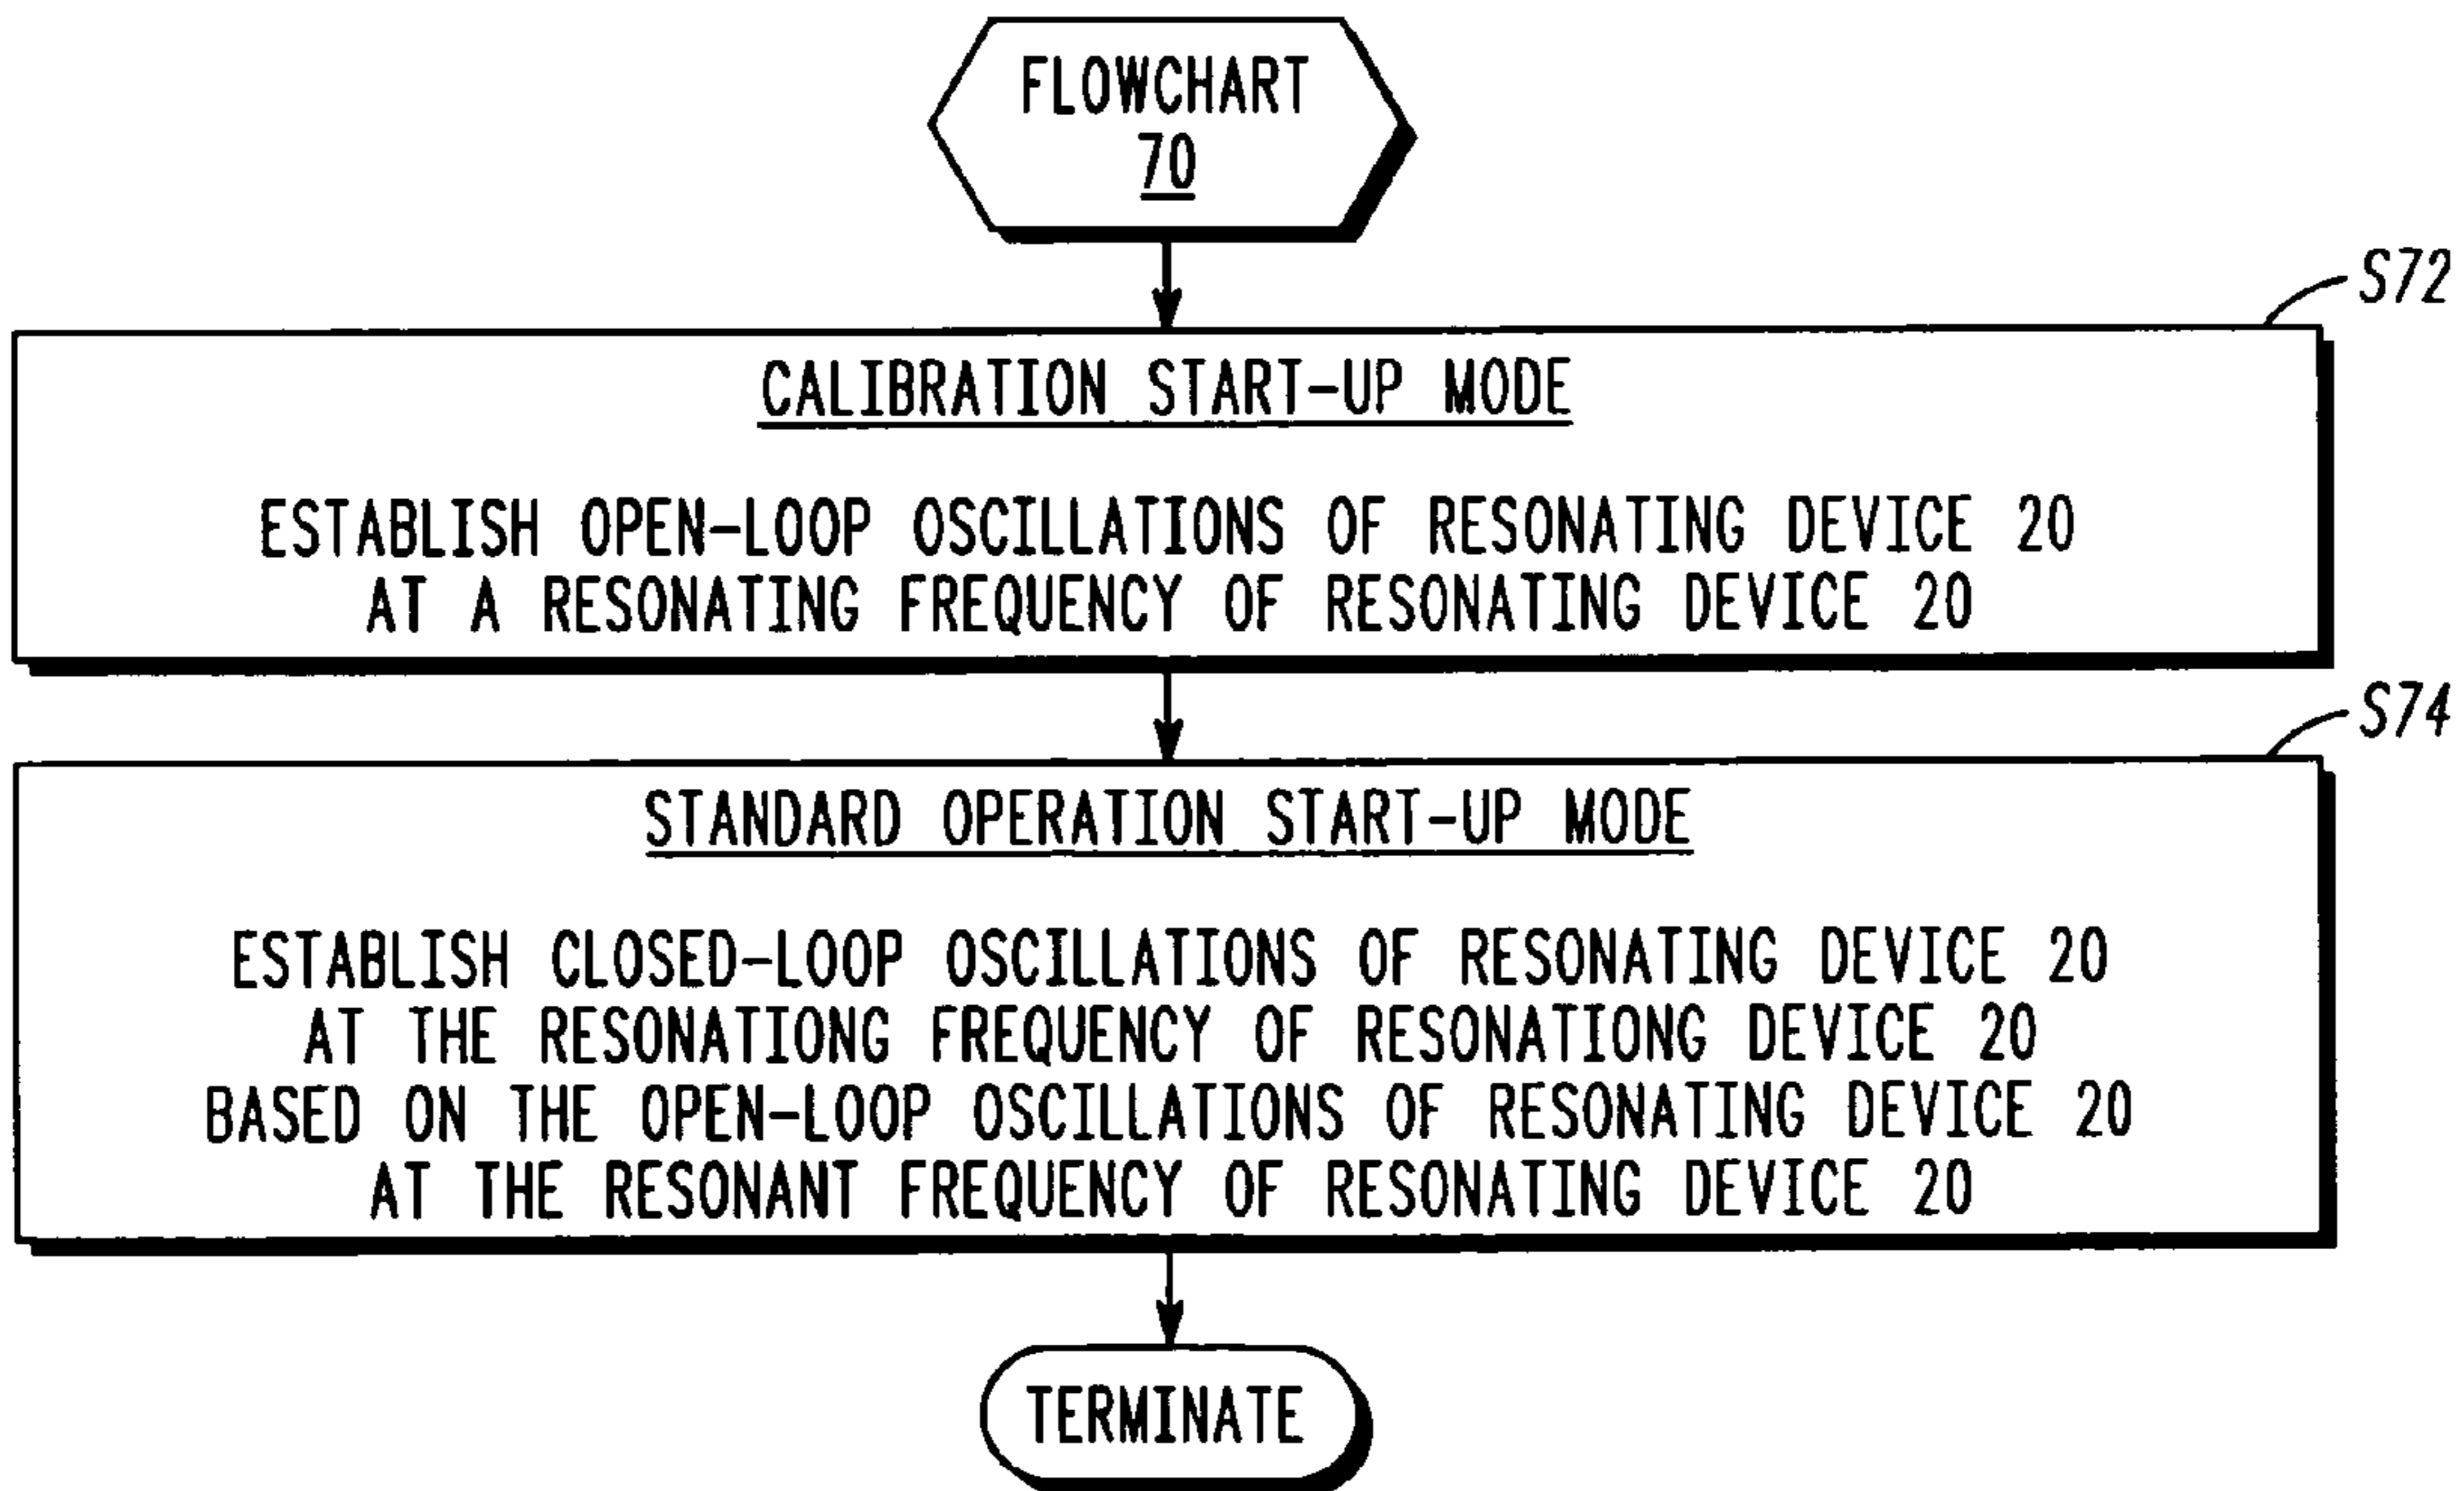 FLOWCHART
70
S72
CALIBRATION START-UP MODE
ESTABLISH OPEN-LOOP OSCILLATIONS OF RESONATING DEVICE 20
AT A RESONATING FREQUENCY OF RESONATING DEVICE 20
S74
STANDARD OPERATION START-UP MODE
ESTABLISH CLOSED-LOOP OSCILLATIONS OF RESONATING DEVICE 20
AT THE RESONATIONG FREQUENCY OF RESONATIONG DEVICE 20
BASED ON THE OPEN-LOOP OSCILLATIONS OF RESONATING DEVICE 20
AT THE RESONANT FREQUENCY OF RESONATING DEVICE 20
TERMINATE